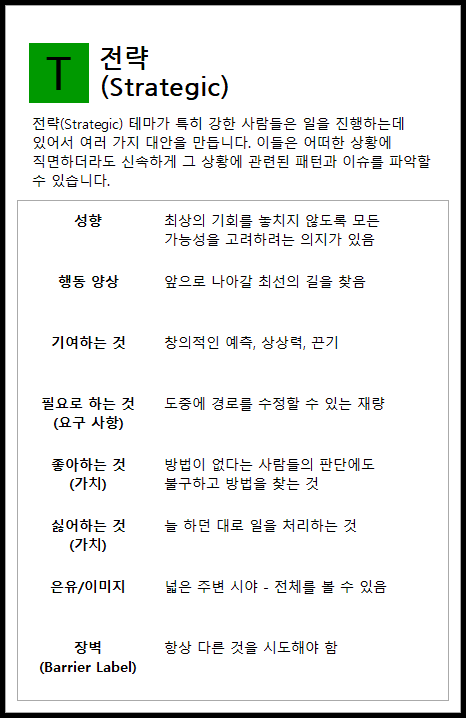 T
전략
(Strategic)
전략(Strategic) 테마가 특히 강한 사람들은 일을 진행하는데
있어서 여러 가지 대안을 만듭니다. 이들은 어떠한 상황에
직면하더라도 신속하게 그 상황에 관련된 패턴과 이슈를 파악할
수 있습니다.
성향
최상의 기회를 놓치지 않도록 모든
가능성을 고려하려는 의지가 있음
행동 양상
앞으로 나아갈 최선의 길을 찾음
기여하는 것
창의적인 예측, 상상력, 끈기
필요로 하는 것
(요구 사항)
도중에 경로를 수정할 수 있는 재량
좋아하는 것
(가치)
방법이 없다는 사람들의 판단에도
불구하고 방법을 찾는 것
싫어하는 것
(가치)
늘 하던 대로 일을 처리하는 것
은유/이미지
넓은 주변 시야 - 전체를 볼 수 있음
장벽
(Barrier Label)
항상 다른 것을 시도해야 함